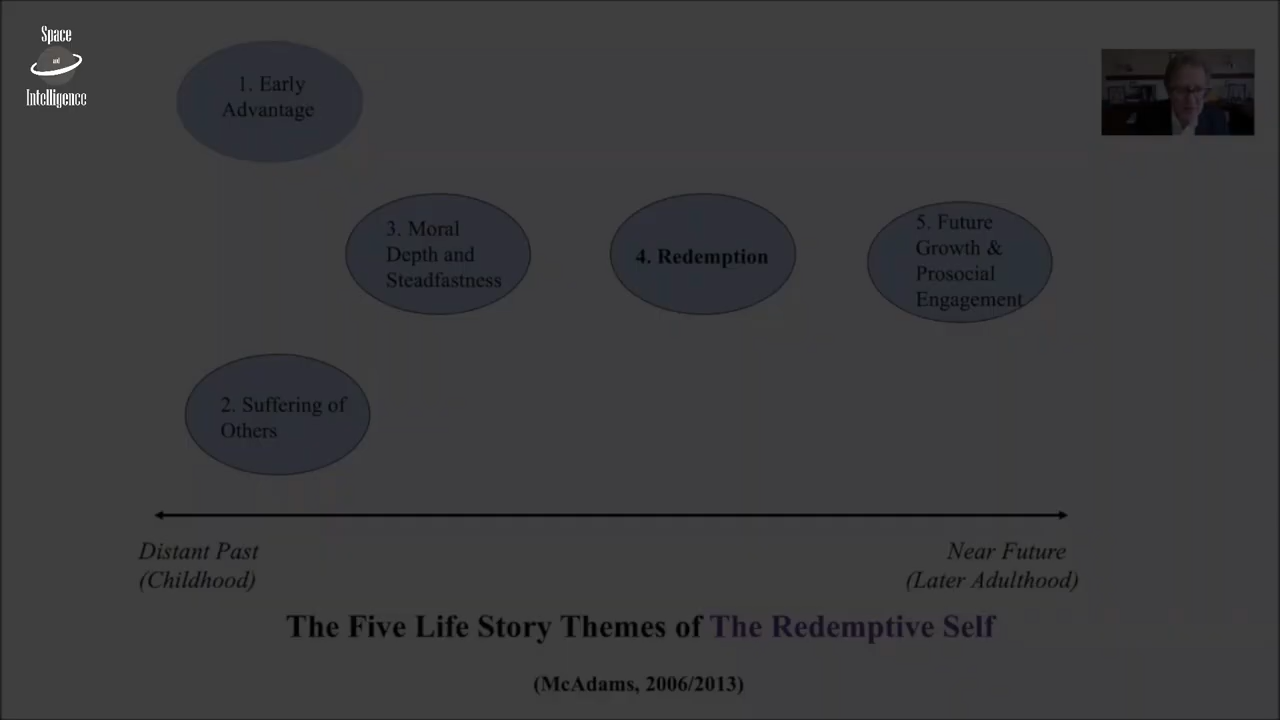 Space
and
Intelligence
1. Early
Advantage
3. Moral
Depth and
Steadfastness
4. Redemption
5. Future
Growth &
Prosocial
Engagement
2. Suffering of
Others
Distant Past
(Childhood)
Near Future
(Later Adulthood)
The Five Life Story Themes of The Redemptive Self
(McAdams, 2006/2013)